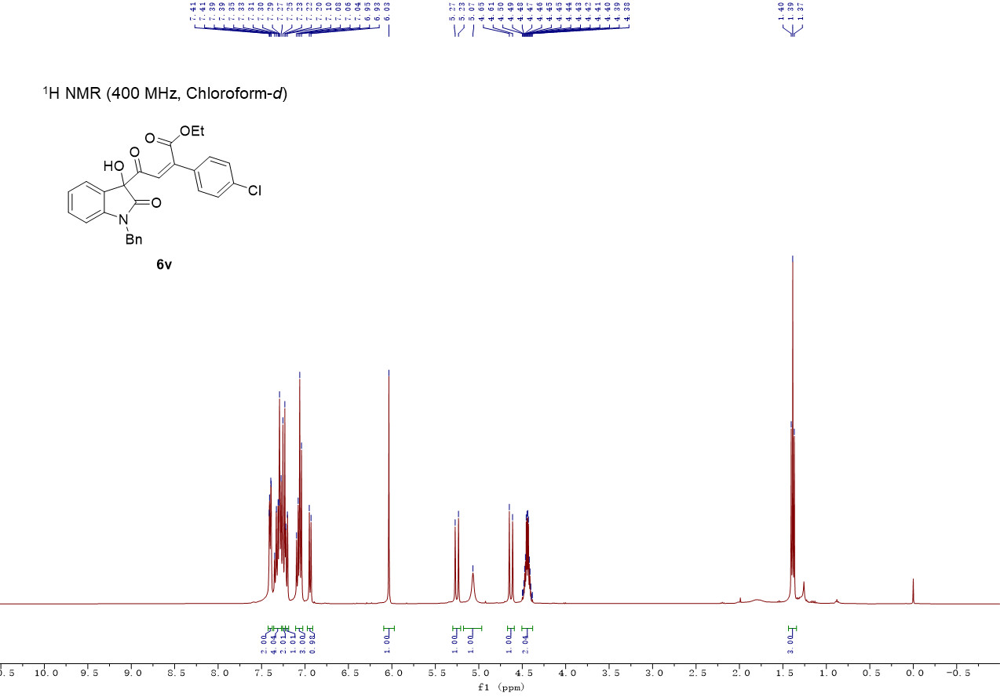 7.41 7.41 7.39 7.39 7.35 7.33 7.31 7.30 7.29 7.27 7.25 7.23 7.22 7.20 7.10 7.08 7.06 7.04 6.95 6.93 6.03 5.27 5.23 5.07 4.65 4.61 4.50 4.49 4.48 4.47 4.46 4.45 4.45 4.44 4.43 4.42 4.41 4.40 4.39 4.38 1.40 1.39 1.37
¹H NMR (400 MHz, Chloroform-d)
OEt
O
O
HO
Cl
O
N
Bn
6v
2.00 4.04 2.01 1.01 3.00 0.98 1.00 1.00 1.00 1.00 2.04 3.00
0.5 10.0 9.5 9.0 8.5 8.0 7.5 7.0 6.5 6.0 5.5 5.0 4.5 4.0 3.5 3.0 2.5 2.0 1.5 1.0 0.5 0.0 -0.5
f1 (ppm)